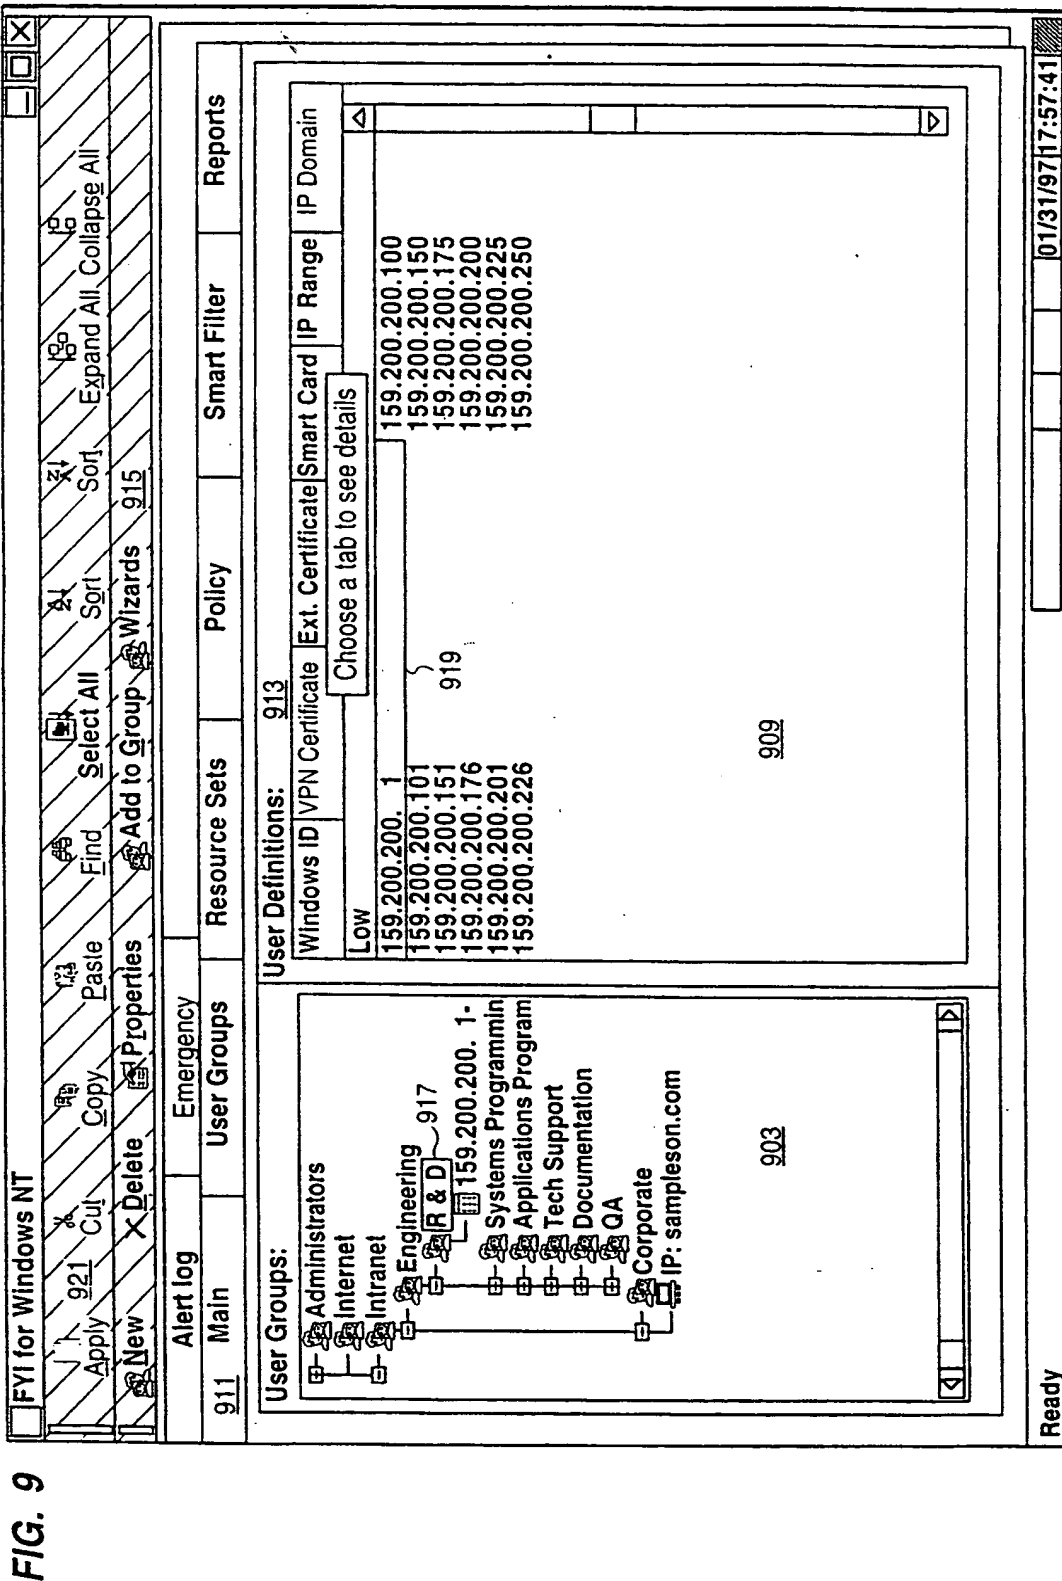 FIG. 9
FYI for Windows NT
Apply 921 Cut Copy Paste Find Select All Sort Sort Expand All Collapse All
New Delete Properties Add to Group Wizards 915
Alert log Emergency
911 Main User Groups Resource Sets Policy Smart Filter Reports
User Groups:
Administrators
Internet
Intranet
Engineering
R & D 917
159.200.200. 1-
Systems Programmin
Applications Program
Tech Support
Documentation
QA
Corporate
IP: sampleson.com
903
User Definitions: 913
Windows ID VPN Certificate Ext. Certificate Smart Card IP Range IP Domain
Low
Choose a tab to see details
159.200.200. 1 159.200.200.100
159.200.200.101 159.200.200.150
159.200.200.151 159.200.200.175
159.200.200.176 159.200.200.200
159.200.200.201 159.200.200.225
159.200.200.226 159.200.200.250
919
909
Ready 01/31/97 17:57:41